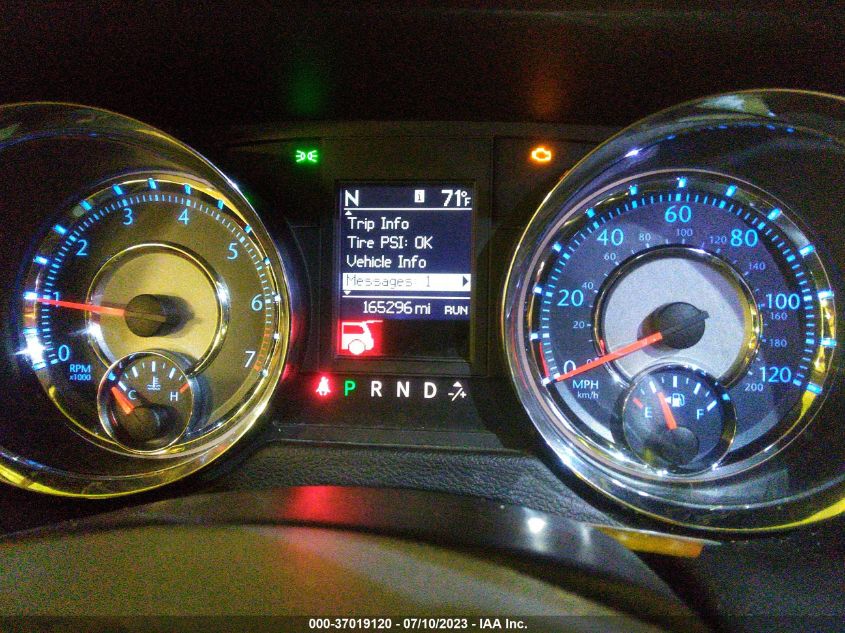 0 1 2 3 4 5 6 7
RPM
x1000
C H
N i 71°F
Trip Info
Tire PSI: OK
Vehicle Info
Messages 1
165296 mi RUN
P R N D -/+
0 20 40 60 80 100 120
0 20 40 60 80 100 120 140 160 180 200
MPH
km/h
E F
000-37019120 - 07/10/2023 - IAA Inc.